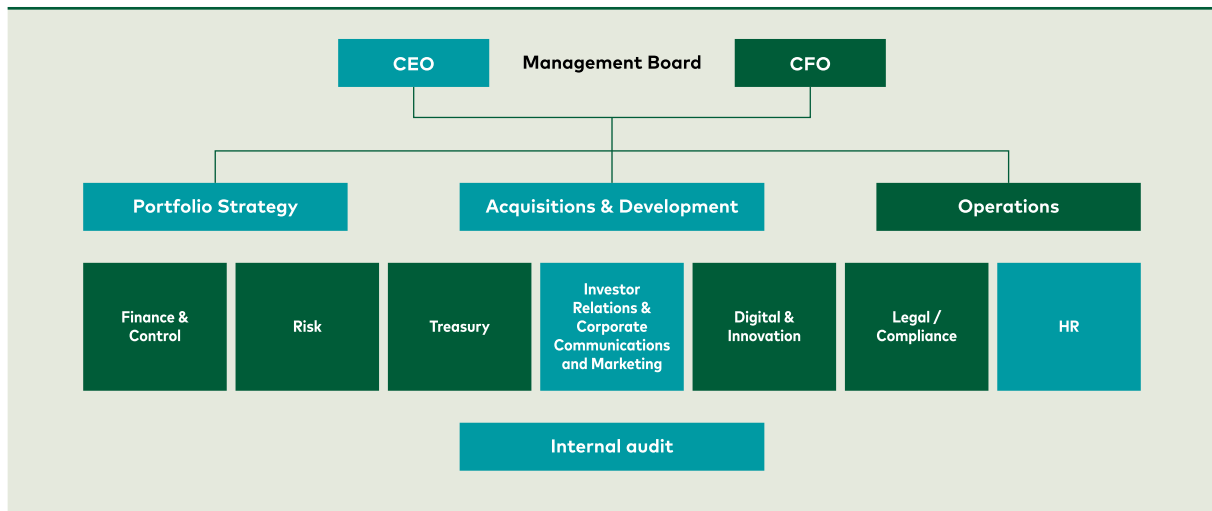 CEO
Management Board
CFO
Portfolio Strategy
Acquisitions & Development
Operations
Finance &
Control
Risk
Treasury
Investor
Relations &
Corporate
Communications
and Marketing
Digital &
Innovation
Legal /
Compliance
HR
Internal audit